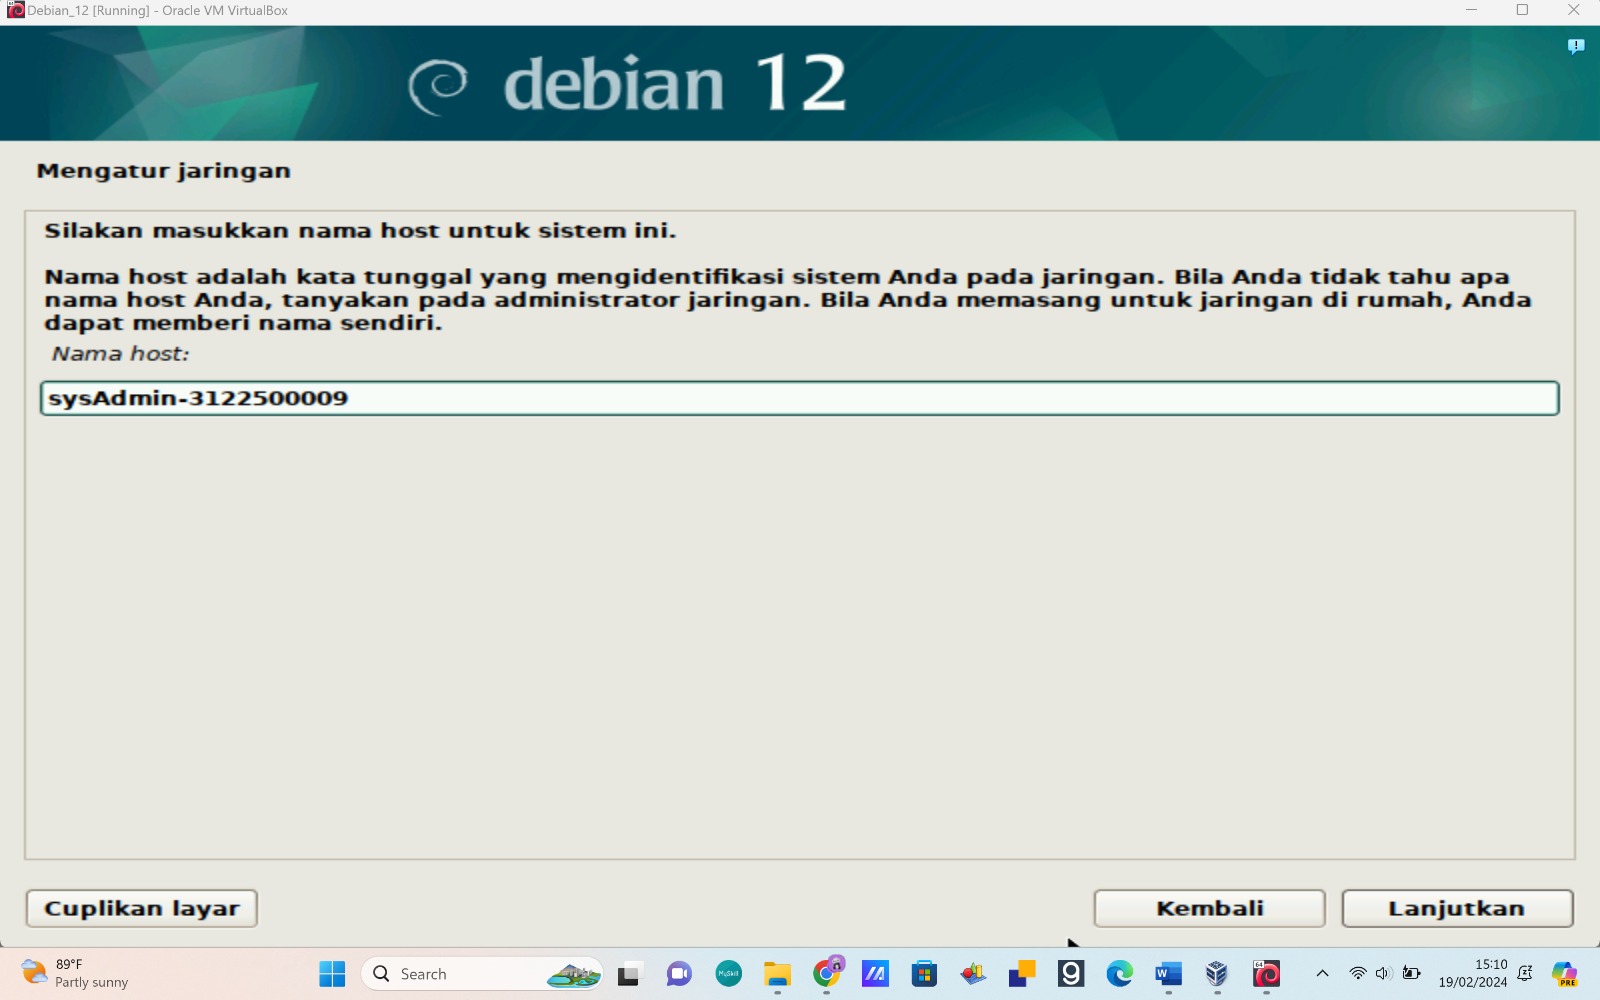 Debian_12 [Running] - Oracle VM VirtualBox
debian 12
Mengatur jaringan
Silakan masukkan nama host untuk sistem ini.
Nama host adalah kata tunggal yang mengidentifikasi sistem Anda pada jaringan. Bila Anda tidak tahu apa
nama host Anda, tanyakan pada administrator jaringan. Bila Anda memasang untuk jaringan di rumah, Anda
dapat memberi nama sendiri.
Nama host:
sysAdmin-3122500009
Cuplikan layar
Kembali
Lanjutkan
89°F
Partly sunny
Search
MySkill
15:10
19/02/2024
PRE